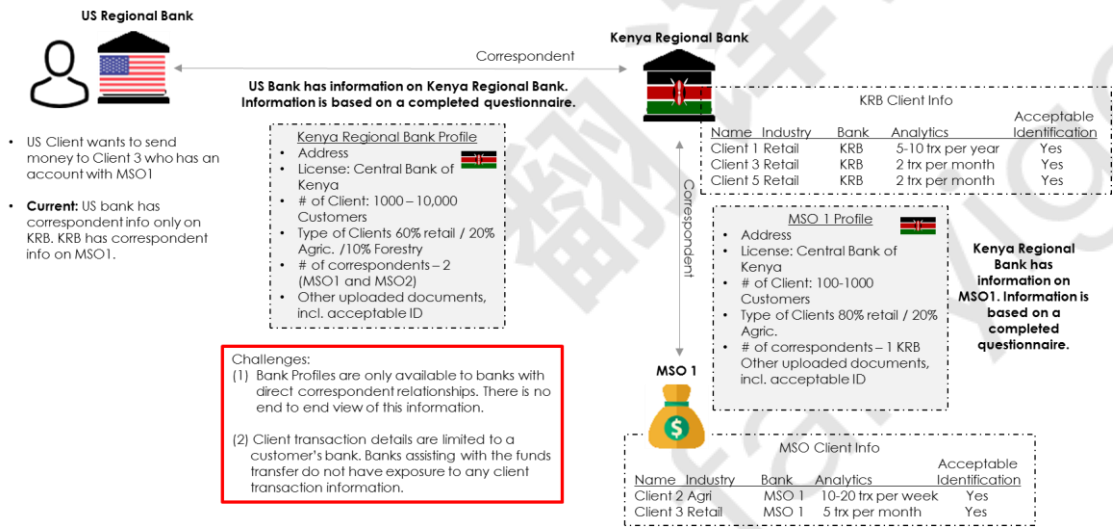 US Regional Bank
Correspondent
US Bank has information on Kenya Regional Bank.
Information is based on a completed questionnaire.
• US Client wants to send
money to Client 3 who has an
account with MSO1
• Current: US bank has
correspondent info only on
KRB. KRB has correspondent
info on MSO1.
Kenya Regional Bank Profile
• Address
• License: Central Bank of
Kenya
• # of Client: 1000 – 10,000
Customers
• Type of Clients 60% retail / 20%
Agric. /10% Forestry
• # of correspondents – 2
(MSO1 and MSO2)
• Other uploaded documents,
incl. acceptable ID
Challenges:
(1) Bank Profiles are only available to banks with
direct correspondent relationships. There is no
end to end view of this information.
(2) Client transaction details are limited to a
customer's bank. Banks assisting with the funds
transfer do not have exposure to any client
transaction information.
Kenya Regional Bank
KRB Client Info
Name Industry Bank Analytics Acceptable Identification
Client 1 Retail KRB 5-10 trx per year Yes
Client 3 Retail KRB 2 trx per month Yes
Client 5 Retail KRB 2 trx per month Yes
Correspondent
MSO 1 Profile
• Address
• License: Central Bank of
Kenya
• # of Client: 100-1000
Customers
• Type of Clients 80% retail / 20%
Agric.
• # of correspondents – 1 KRB
Other uploaded documents,
incl. acceptable ID
Kenya Regional
Bank has
information on
MSO1. Information is
based on a
completed
questionnaire.
MSO 1
$
MSO Client Info
Name Industry Bank Analytics Acceptable Identification
Client 2 Agri MSO 1 10-20 trx per week Yes
Client 3 Retail MSO 1 5 trx per month Yes